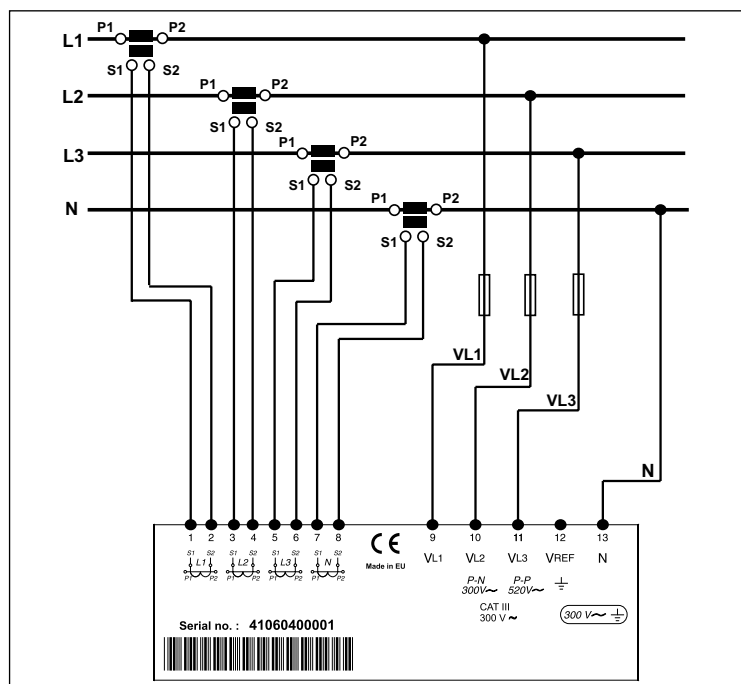 L1 P1 P2
S1 S2
L2 P1 P2
S1 S2
L3 P1 P2
S1 S2
N P1 P2
S1 S2
VL1
VL2
VL3
N
1 2 3 4 5 6 7 8 9 10 11 12 13
S1 S2 S1 S2 S1 S2 S1 S2
L1 L2 L3 N
P1 P2 P1 P2 P1 P2 P1 P2
CE
Made in EU
VL1 VL2 VL3 VREF N
P-N P-P
300V~ 520V~
CAT III
300 V ~
300 V~
Serial no. : 41060400001